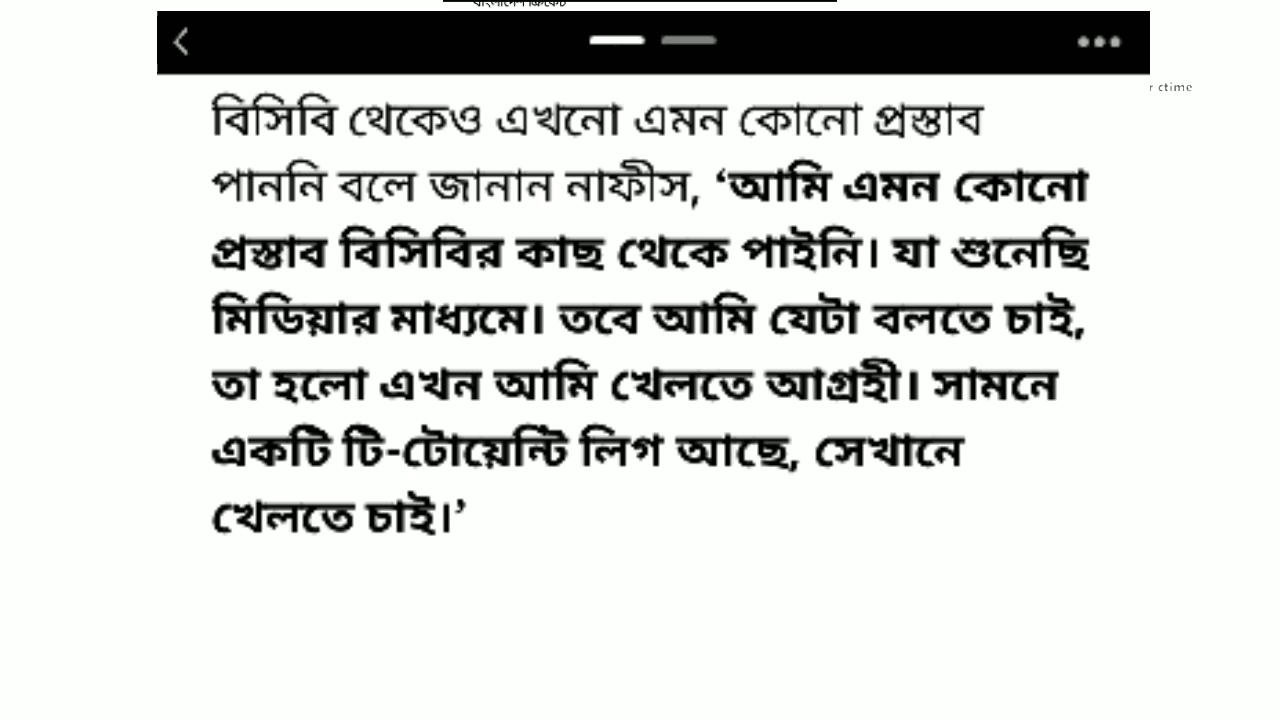 বিসিবি থেকেও এখনো এমন কোনো প্রস্তাব
পাননি বলে জানান নাফীস, ‘আমি এমন কোনো
প্রস্তাব বিসিবির কাছ থেকে পাইনি। যা শুনেছি
মিডিয়ার মাধ্যমে। তবে আমি যেটা বলতে চাই,
তা হলো এখন আমি খেলতে আগ্রহী। সামনে
একটি টি-টোয়েন্টি লিগ আছে, সেখানে
খেলতে চাই।’